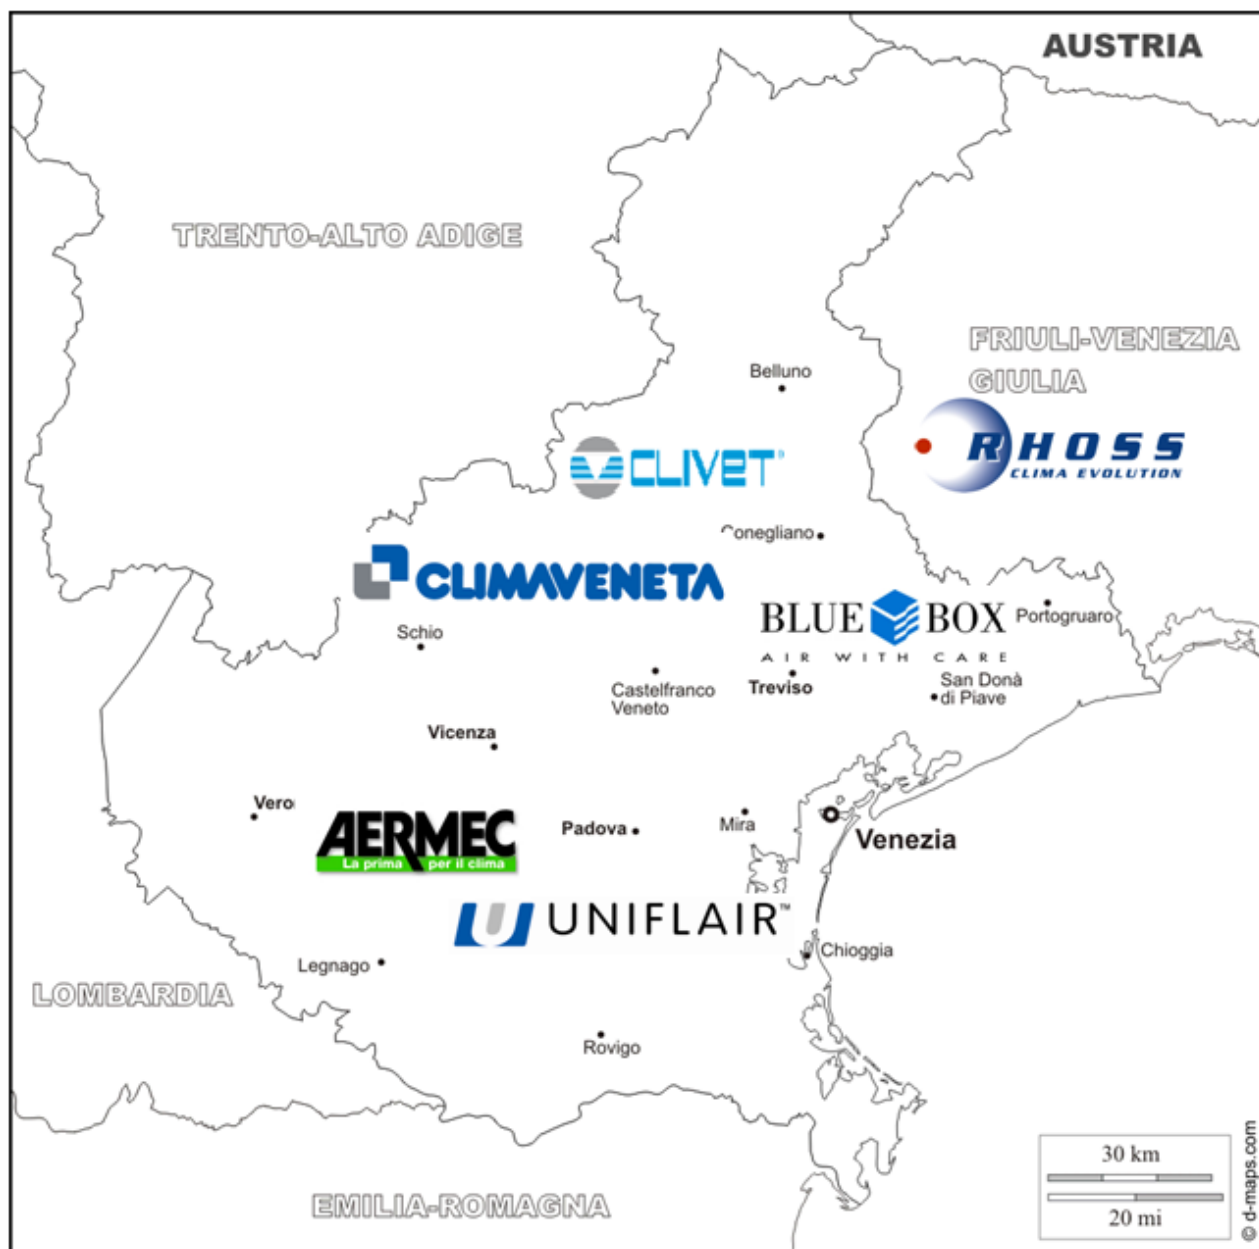 AUSTRIA
TRENTO-ALTO ADIGE
FRIULI-VENEZIA
GIULIA
Belluno
RHOSS
CLIMA EVOLUTION
CLIVET
onegliano
CLIMAVENETA
BLUE BOX
AIR WITH CARE
Portogruaro
Schio
Castelfranco
Veneto
Treviso
San Donà
di Piave
Vicenza
Vero
AERMEC
La prima per il clima
Padova
Mira
Venezia
UNIFLAIR™
Chioggia
Legnago
LOMBARDIA
Rovigo
EMILIA-ROMAGNA
30 km
20 mi
© d-maps.com